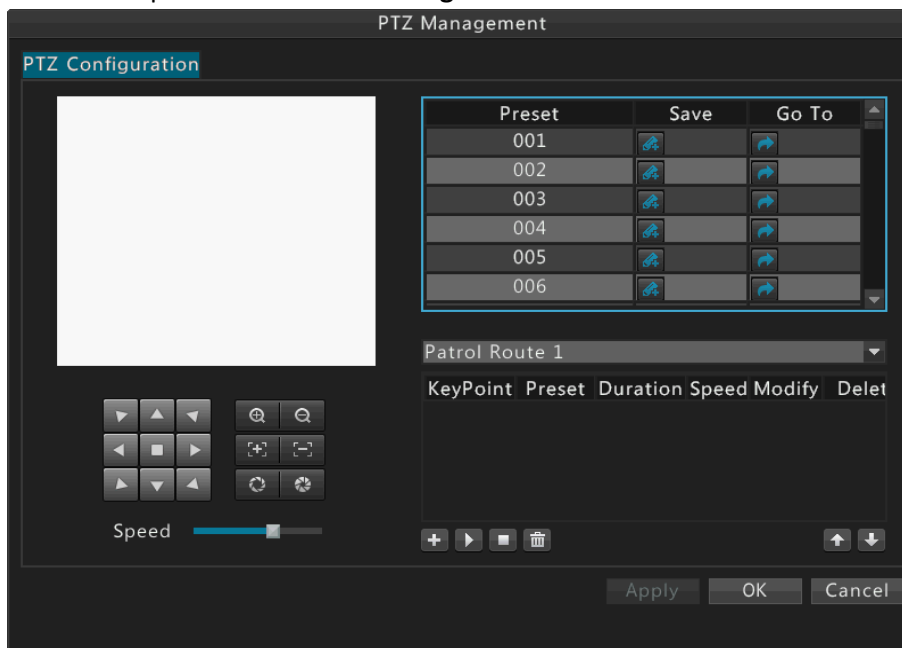 PTZ Management
PTZ Configuration
Preset Save Go To
001
002
003
004
005
006
Patrol Route 1
KeyPoint Preset Duration Speed Modify Delet
Speed
Apply OK Cancel